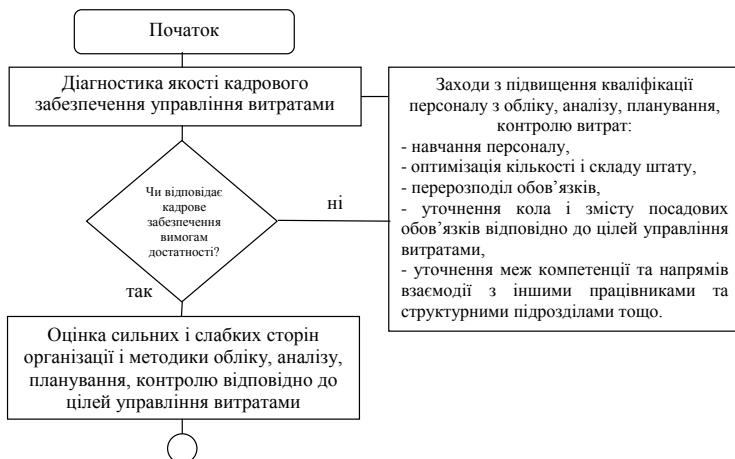 Початок
Діагностика якості кадрового
забезпечення управління витратами
Заходи з підвищення кваліфікації
персоналу з обліку, аналізу, планування,
контролю витрат:
- навчання персоналу,
- оптимізація кількості і складу штату,
- перерозподіл обов’язків,
- уточнення кола і змісту посадових
обов’язків відповідно до цілей управління
витратами,
- уточнення меж компетенції та напрямів
взаємодії з іншими працівниками та
структурними підрозділами тощо.
Чи відповідає
кадрове
забезпечення
вимогам
достатності?
ні
так
Оцінка сильних і слабких сторін
організації і методики обліку, аналізу,
планування, контролю відповідно до
цілей управління витратами